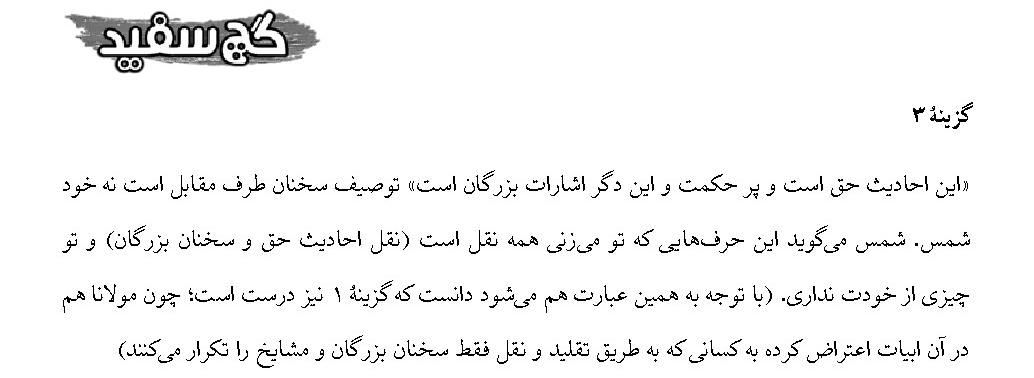 گچ سفید
گزینهٔ ۳
«این احادیث حق است و پر حکمت و این دگر اشارات بزرگان است» توصیف سخنان طرف مقابل است نه خود
شمس. شمس می‌گوید این حرف‌هایی که تو می‌زنی همه نقل است (نقل احادیث حق و سخنان بزرگان) و تو
چیزی از خودت نداری. (با توجه به همین عبارت هم می‌شود دانست که گزینهٔ ۱ نیز درست است؛ چون مولانا هم
در آن ابیات اعتراض کرده به کسانی که به طریق تقلید و نقل فقط سخنان بزرگان و مشایخ را تکرار می‌کنند)